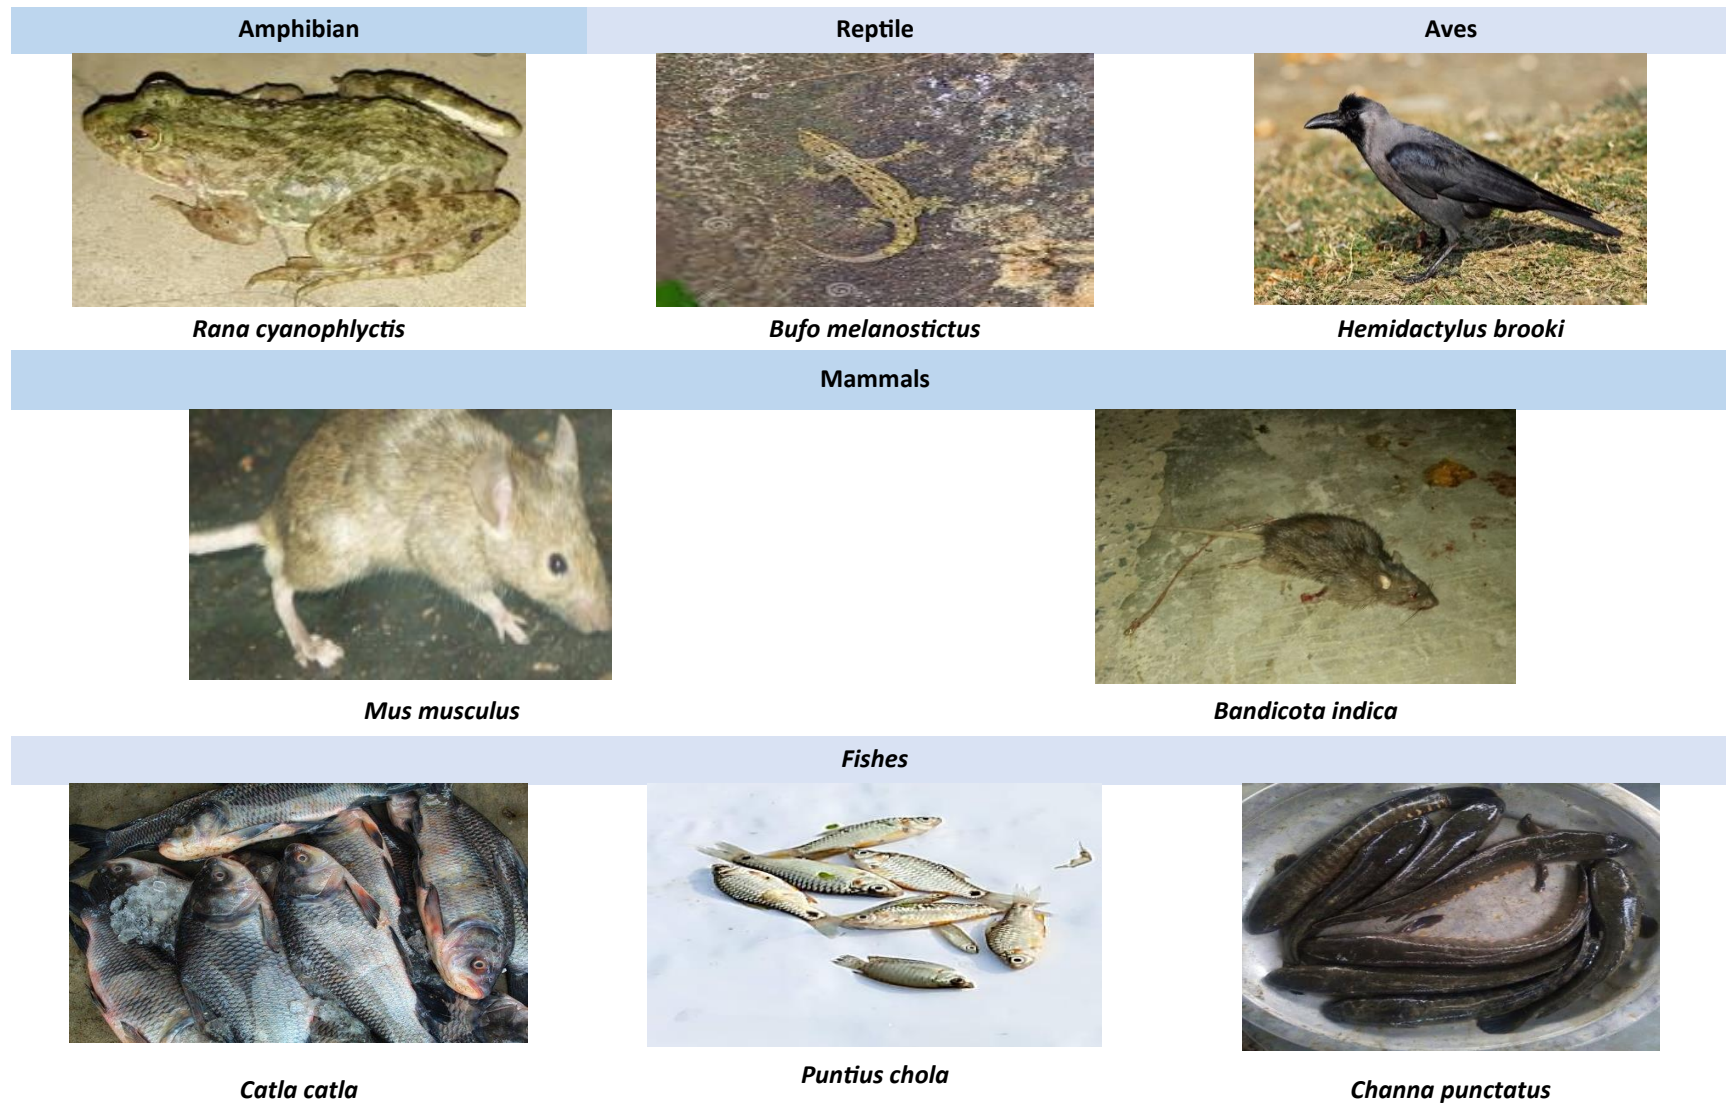 Amphibian
Reptile
Aves
Rana cyanophlyctis
Bufo melanostictus
Hemidactylus brooki
Mammals
Mus musculus
Bandicota indica
Fishes
Catla catla
Puntius chola
Channa punctatus